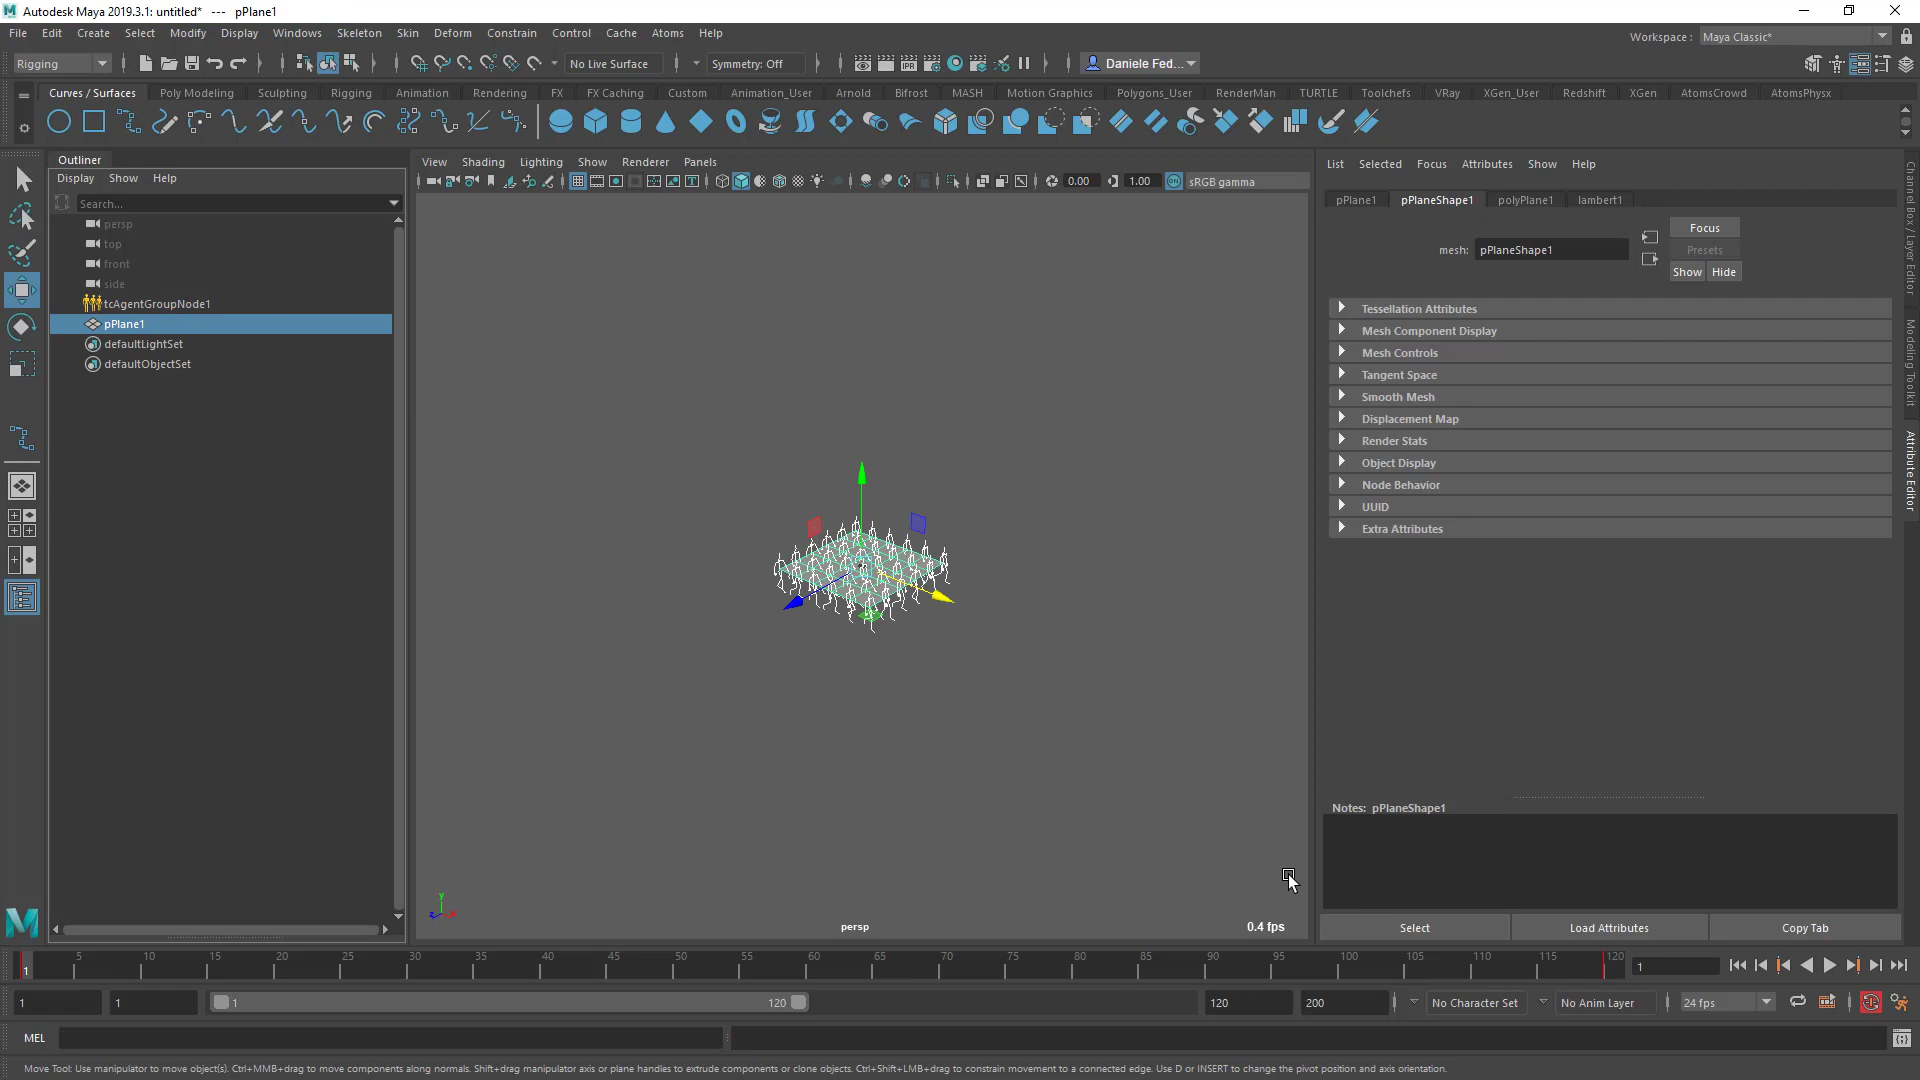 Autodesk Maya 2019.3.1: untitled* --- pPlane1
File Edit Create Select Modify Display Windows Skeleton Skin Deform Constrain Control Cache Atoms Help
Workspace : Maya Classic*
Rigging No Live Surface Symmetry: Off Daniele Fed...
Curves / Surfaces Poly Modeling Sculpting Rigging Animation Rendering FX FX Caching Custom Animation_User Arnold Bifrost MASH Motion Graphics Polygons_User RenderMan TURTLE Toolchefs VRay XGen_User Redshift XGen AtomsCrowd AtomsPhysx
Outliner
Display Show Help
Search...
persp
top
front
side
tcAgentGroupNode1
pPlane1
defaultLightSet
defaultObjectSet
View Shading Lighting Show Renderer Panels
0.00 1.00 ON sRGB gamma
persp
0.4 fps
y
z x
List Selected Focus Attributes Show Help
pPlane1 pPlaneShape1 polyPlane1 lambert1
mesh: pPlaneShape1
Focus
Presets
Show Hide
Tessellation Attributes
Mesh Component Display
Mesh Controls
Tangent Space
Smooth Mesh
Displacement Map
Render Stats
Object Display
Node Behavior
UUID
Extra Attributes
Notes: pPlaneShape1
Select Load Attributes Copy Tab
Channel Box / Layer Editor
Modeling Toolkit
Attribute Editor
1 5 10 15 20 25 30 35 40 45 50 55 60 65 70 75 80 85 90 95 100 105 110 115 120 1
1 1 1 120 120 200 No Character Set No Anim Layer 24 fps
MEL
Move Tool: Use manipulator to move object(s). Ctrl+MMB+drag to move components along normals. Shift+drag manipulator axis or plane handles to extrude components or clone objects. Ctrl+Shift+LMB+drag to constrain movement to a connected edge. Use D or INSERT to change the pivot position and axis orientation.